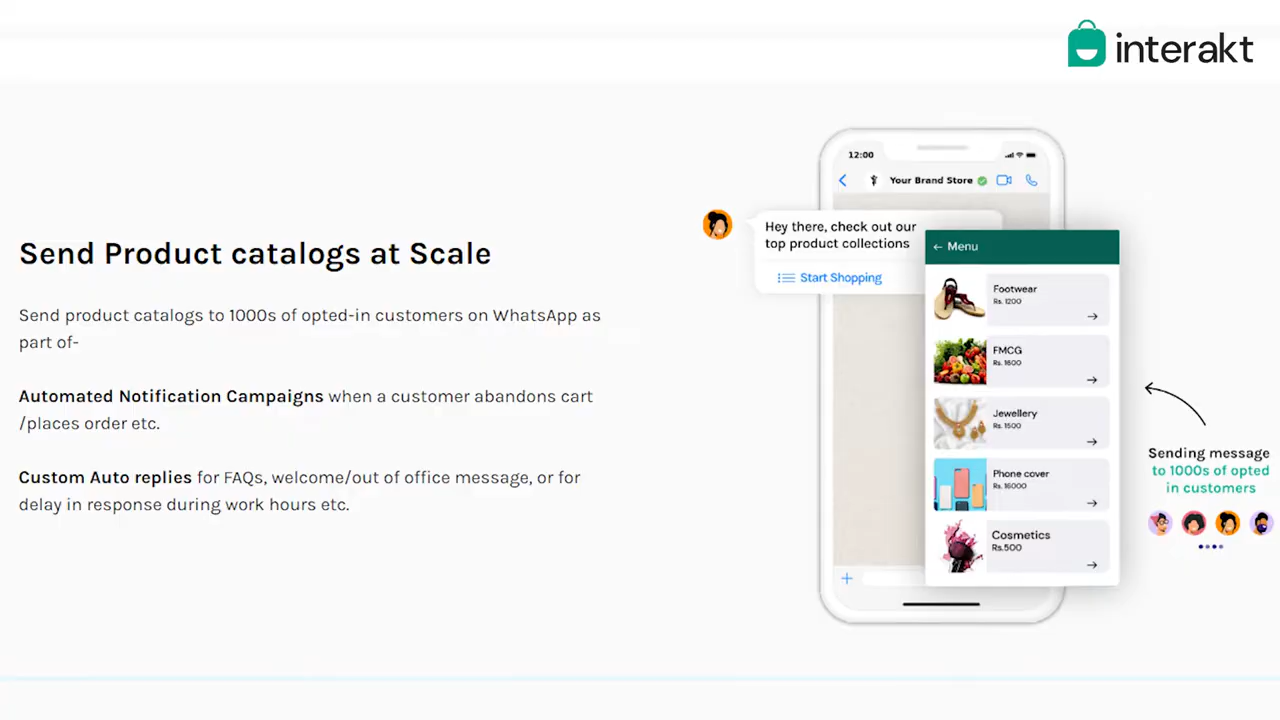 interakt
Send Product catalogs at Scale
Send product catalogs to 1000s of opted-in customers on WhatsApp as
part of-
Automated Notification Campaigns when a customer abandons cart
/places order etc.
Custom Auto replies for FAQs, welcome/out of office message, or for
delay in response during work hours etc.
12:00
Your Brand Store
Hey there, check out our
top product collections
Start Shopping
← Menu
Footwear
Rs. 1200
FMCG
Rs. 1600
Jewellery
Rs. 1500
Phone cover
Rs. 16000
Cosmetics
Rs.500
Sending message
to 1000s of opted
in customers